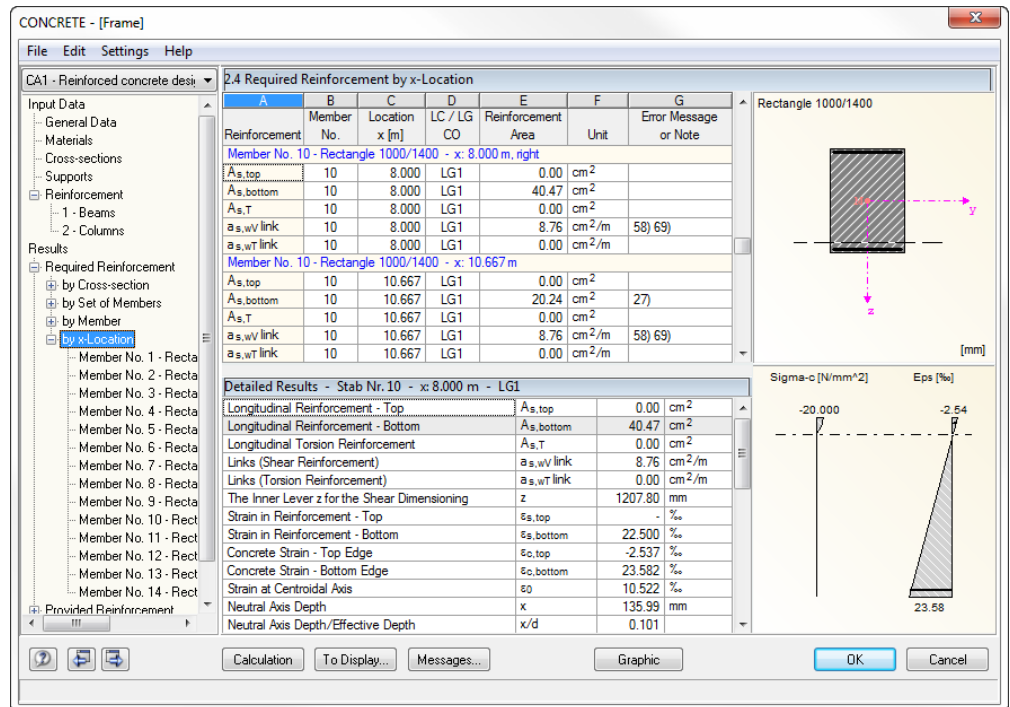 CONCRETE - [Frame]
File Edit Settings Help
CA1 - Reinforced concrete desi
2.4 Required Reinforcement by x-Location
Input Data
General Data
Materials
Cross-sections
Supports
Reinforcement
1 - Beams
2 - Columns
Results
Required Reinforcement
by Cross-section
by Set of Members
by Member
by x-Location
Member No. 1 - Recta
Member No. 2 - Recta
Member No. 3 - Recta
Member No. 4 - Recta
Member No. 5 - Recta
Member No. 6 - Recta
Member No. 7 - Recta
Member No. 8 - Recta
Member No. 9 - Recta
Member No. 10 - Rect
Member No. 11 - Rect
Member No. 12 - Rect
Member No. 13 - Rect
Member No. 14 - Rect
Provided Reinforcement
A B C D E F G
Member Location LC / LG Reinforcement Error Message
Reinforcement No. x [m] CO Area Unit or Note
Member No. 10 - Rectangle 1000/1400 - x: 8.000 m, right
As,top 10 8.000 LG1 0.00 cm2
As,bottom 10 8.000 LG1 40.47 cm2
As,T 10 8.000 LG1 0.00 cm2
as,wV link 10 8.000 LG1 8.76 cm2/m 58) 69)
as,wT link 10 8.000 LG1 0.00 cm2/m
Member No. 10 - Rectangle 1000/1400 - x: 10.667 m
As,top 10 10.667 LG1 0.00 cm2
As,bottom 10 10.667 LG1 20.24 cm2 27)
As,T 10 10.667 LG1 0.00 cm2
as,wV link 10 10.667 LG1 8.76 cm2/m 58) 69)
as,wT link 10 10.667 LG1 0.00 cm2/m
Detailed Results - Stab Nr. 10 - x: 8.000 m - LG1
Longitudinal Reinforcement - Top As,top 0.00 cm2
Longitudinal Reinforcement - Bottom As,bottom 40.47 cm2
Longitudinal Torsion Reinforcement As,T 0.00 cm2
Links (Shear Reinforcement) as,wV link 8.76 cm2/m
Links (Torsion Reinforcement) as,wT link 0.00 cm2/m
The Inner Lever z for the Shear Dimensioning z 1207.80 mm
Strain in Reinforcement - Top εs,top - ‰
Strain in Reinforcement - Bottom εs,bottom 22.500 ‰
Concrete Strain - Top Edge εc,top -2.537 ‰
Concrete Strain - Bottom Edge εc,bottom 23.582 ‰
Strain at Centroidal Axis ε0 10.522 ‰
Neutral Axis Depth x 135.99 mm
Neutral Axis Depth/Effective Depth x/d 0.101
Rectangle 1000/1400
y
z
[mm]
Sigma-c [N/mm^2] Eps [‰]
-20.000 -2.54
23.58
Calculation To Display... Messages... Graphic OK Cancel